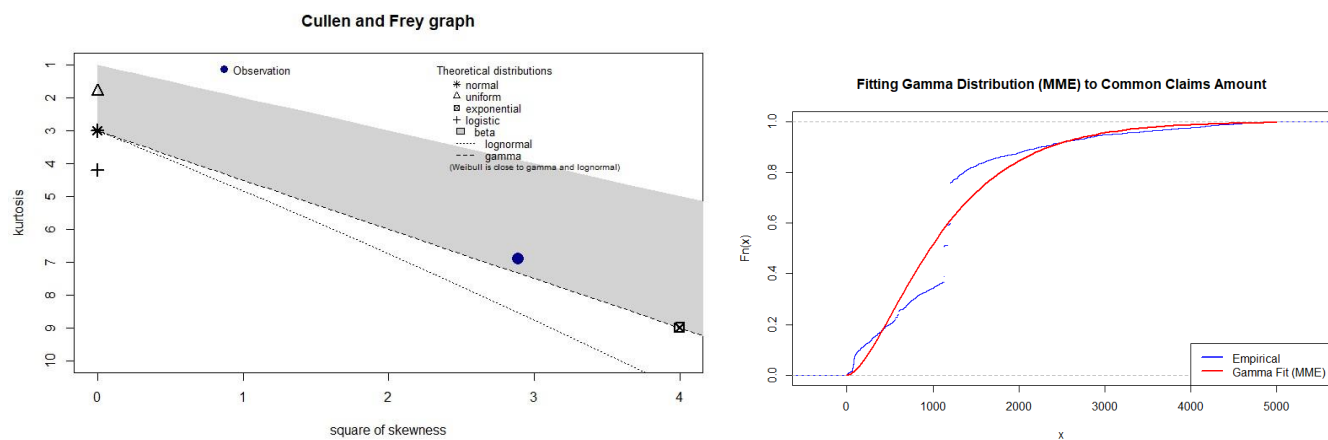 Cullen and Frey graph
Observation
Theoretical distributions
normal
uniform
exponential
logistic
beta
lognormal
gamma
(Weibull is close to gamma and lognormal)
kurtosis
1
2
3
4
5
6
7
8
9
10
0
1
2
3
4
square of skewness
Fitting Gamma Distribution (MME) to Common Claims Amount
Fn(x)
1.0
0.8
0.6
0.4
0.2
0.0
Empirical
Gamma Fit (MME)
0
1000
2000
3000
4000
5000
x